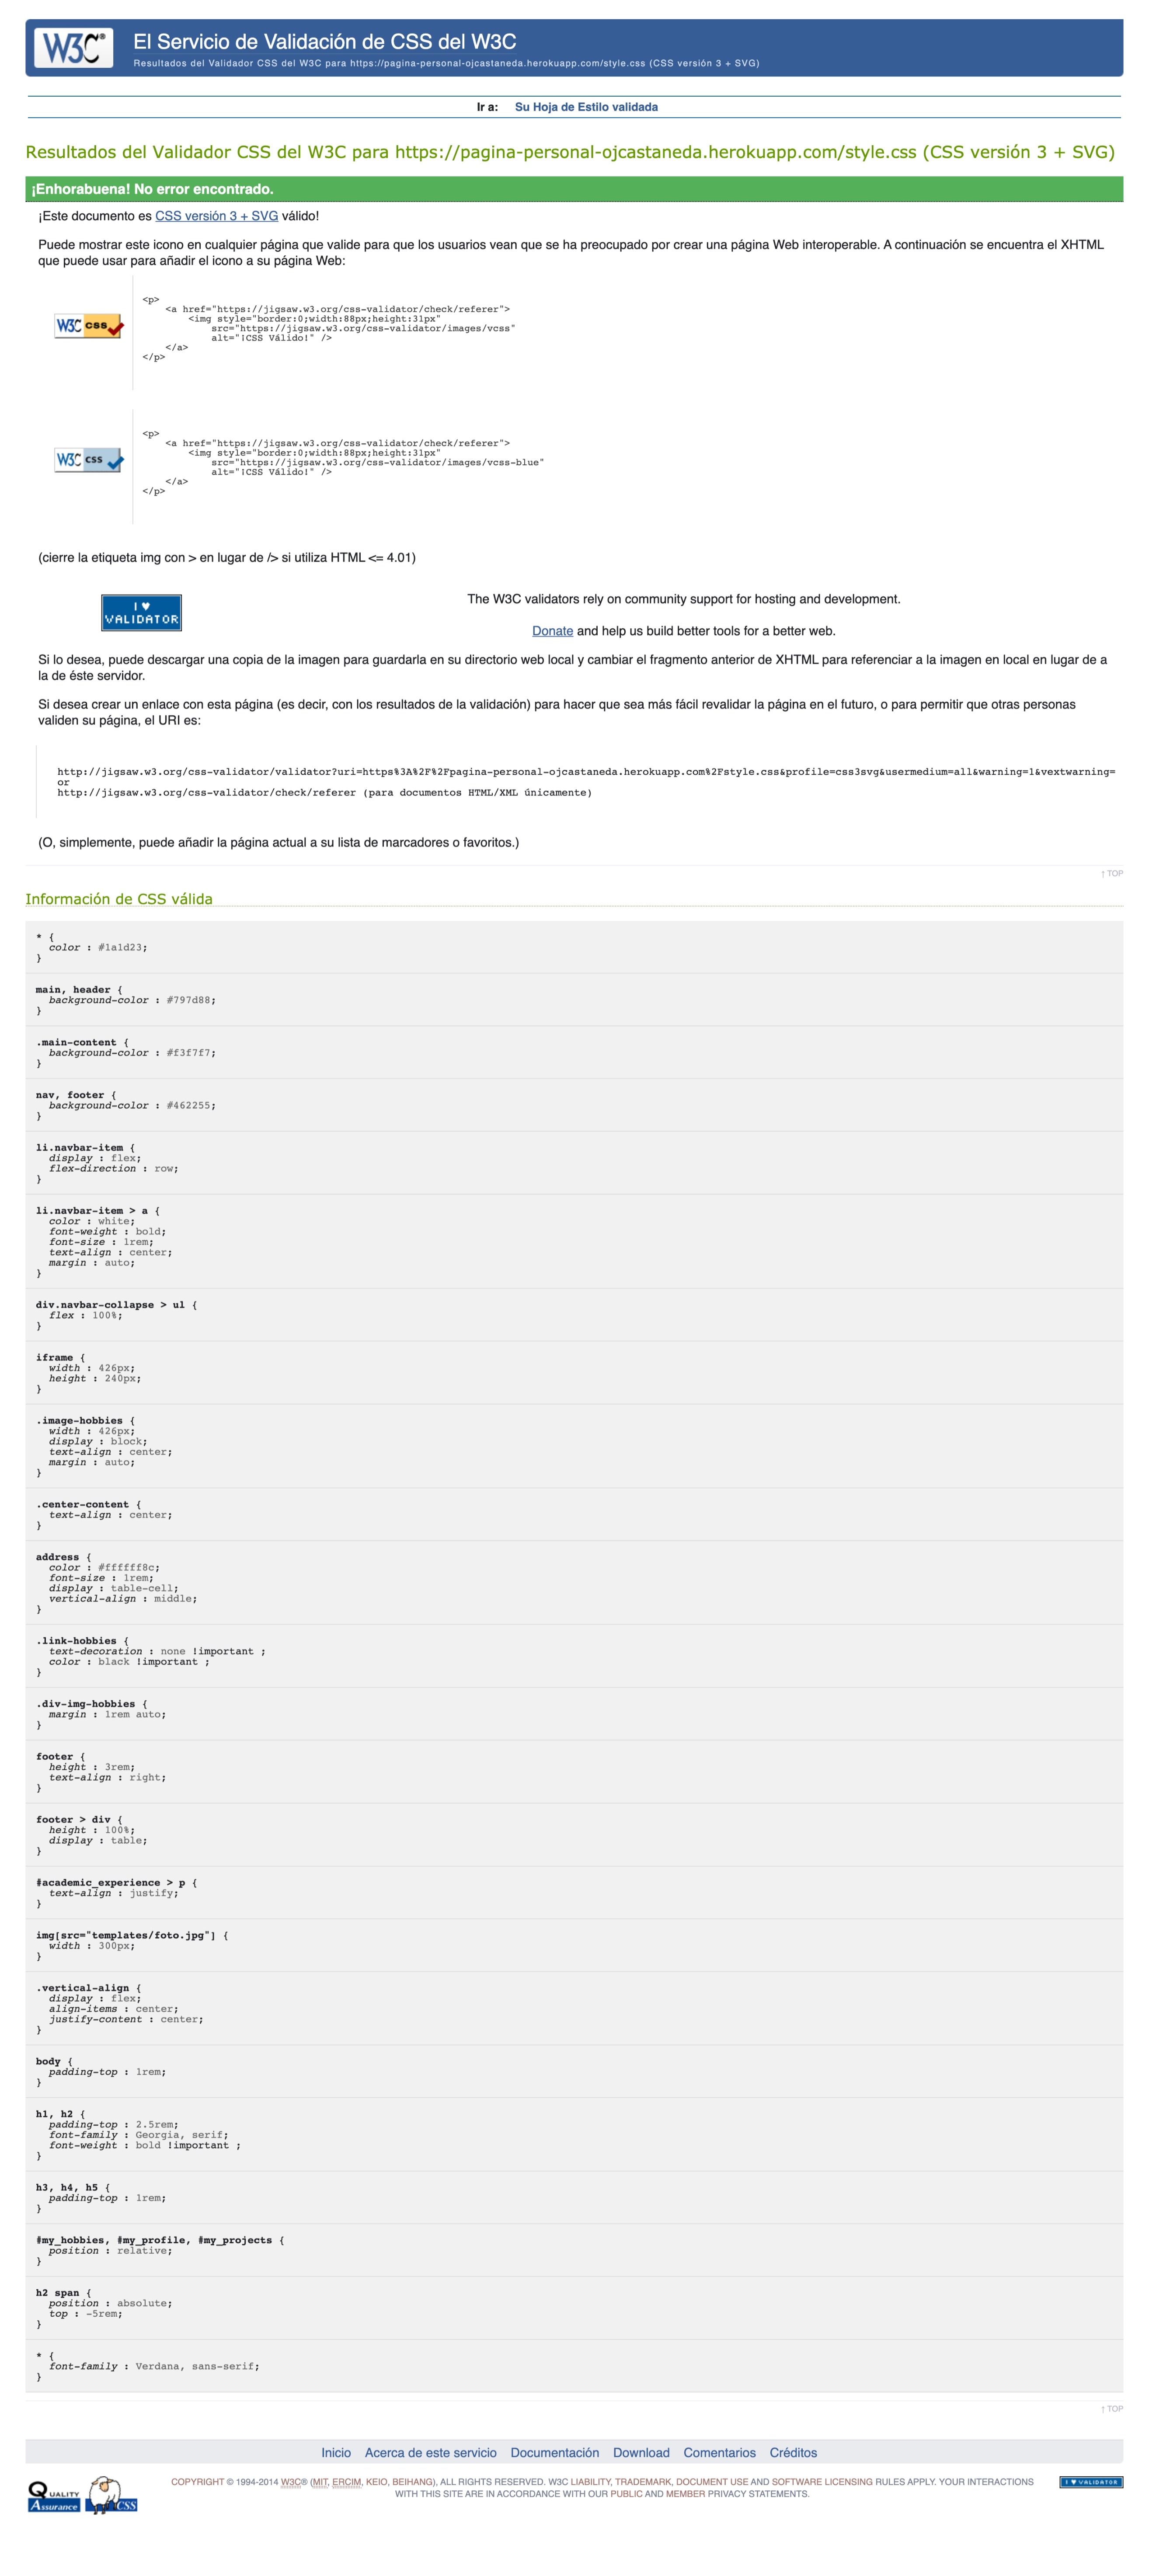 W3C®
El Servicio de Validación de CSS del W3C
Resultados del Validador CSS del W3C para https://pagina-personal-ojcastaneda.herokuapp.com/style.css (CSS versión 3 + SVG)
Ir a: Su Hoja de Estilo validada
Resultados del Validador CSS del W3C para https://pagina-personal-ojcastaneda.herokuapp.com/style.css (CSS versión 3 + SVG)
¡Enhorabuena! No error encontrado.
¡Este documento es CSS versión 3 + SVG válido!
Puede mostrar este icono en cualquier página que valide para que los usuarios vean que se ha preocupado por crear una página Web interoperable. A continuación se encuentra el XHTML
que puede usar para añadir el icono a su página Web:
W3C css
<p>
<a href="https://jigsaw.w3.org/css-validator/check/referer">
<img style="border:0;width:88px;height:31px"
src="https://jigsaw.w3.org/css-validator/images/vcss"
alt="¡CSS Válido!" />
</a>
</p>
W3C css
<p>
<a href="https://jigsaw.w3.org/css-validator/check/referer">
<img style="border:0;width:88px;height:31px"
src="https://jigsaw.w3.org/css-validator/images/vcss-blue"
alt="¡CSS Válido!" />
</a>
</p>
(cierre la etiqueta img con > en lugar de /> si utiliza HTML <= 4.01)
I ♥
VALIDATOR
The W3C validators rely on community support for hosting and development.
Donate and help us build better tools for a better web.
Si lo desea, puede descargar una copia de la imagen para guardarla en su directorio web local y cambiar el fragmento anterior de XHTML para referenciar a la imagen en local en lugar de a
la de éste servidor.
Si desea crear un enlace con esta página (es decir, con los resultados de la validación) para hacer que sea más fácil revalidar la página en el futuro, o para permitir que otras personas
validen su página, el URI es:
http://jigsaw.w3.org/css-validator/validator?uri=https%3A%2F%2Fpagina-personal-ojcastaneda.herokuapp.com%2Fstyle.css&profile=css3svg&usermedium=all&warning=1&vextwarning=
or
http://jigsaw.w3.org/css-validator/check/referer (para documentos HTML/XML únicamente)
(O, simplemente, puede añadir la página actual a su lista de marcadores o favoritos.)
↑ TOP
Información de CSS válida
* {
color : #1a1d23;
}
main, header {
background-color : #797d88;
}
.main-content {
background-color : #f3f7f7;
}
nav, footer {
background-color : #462255;
}
li.navbar-item {
display : flex;
flex-direction : row;
}
li.navbar-item > a {
color : white;
font-weight : bold;
font-size : 1rem;
text-align : center;
margin : auto;
}
div.navbar-collapse > ul {
flex : 100%;
}
iframe {
width : 426px;
height : 240px;
}
.image-hobbies {
width : 426px;
display : block;
text-align : center;
margin : auto;
}
.center-content {
text-align : center;
}
address {
color : #ffffff8c;
font-size : 1rem;
display : table-cell;
vertical-align : middle;
}
.link-hobbies {
text-decoration : none !important ;
color : black !important ;
}
.div-img-hobbies {
margin : 1rem auto;
}
footer {
height : 3rem;
text-align : right;
}
footer > div {
height : 100%;
display : table;
}
#academic_experience > p {
text-align : justify;
}
img[src="templates/foto.jpg"] {
width : 300px;
}
.vertical-align {
display : flex;
align-items : center;
justify-content : center;
}
body {
padding-top : 1rem;
}
h1, h2 {
padding-top : 2.5rem;
font-family : Georgia, serif;
font-weight : bold !important ;
}
h3, h4, h5 {
padding-top : 1rem;
}
#my_hobbies, #my_profile, #my_projects {
position : relative;
}
h2 span {
position : absolute;
top : -5rem;
}
* {
font-family : Verdana, sans-serif;
}
↑ TOP
Inicio Acerca de este servicio Documentación Download Comentarios Créditos
QUALITY
Assurance
CSS
COPYRIGHT © 1994-2014 W3C® (MIT, ERCIM, KEIO, BEIHANG), ALL RIGHTS RESERVED. W3C LIABILITY, TRADEMARK, DOCUMENT USE AND SOFTWARE LICENSING RULES APPLY. YOUR INTERACTIONS
WITH THIS SITE ARE IN ACCORDANCE WITH OUR PUBLIC AND MEMBER PRIVACY STATEMENTS.
I ♥ VALIDATOR